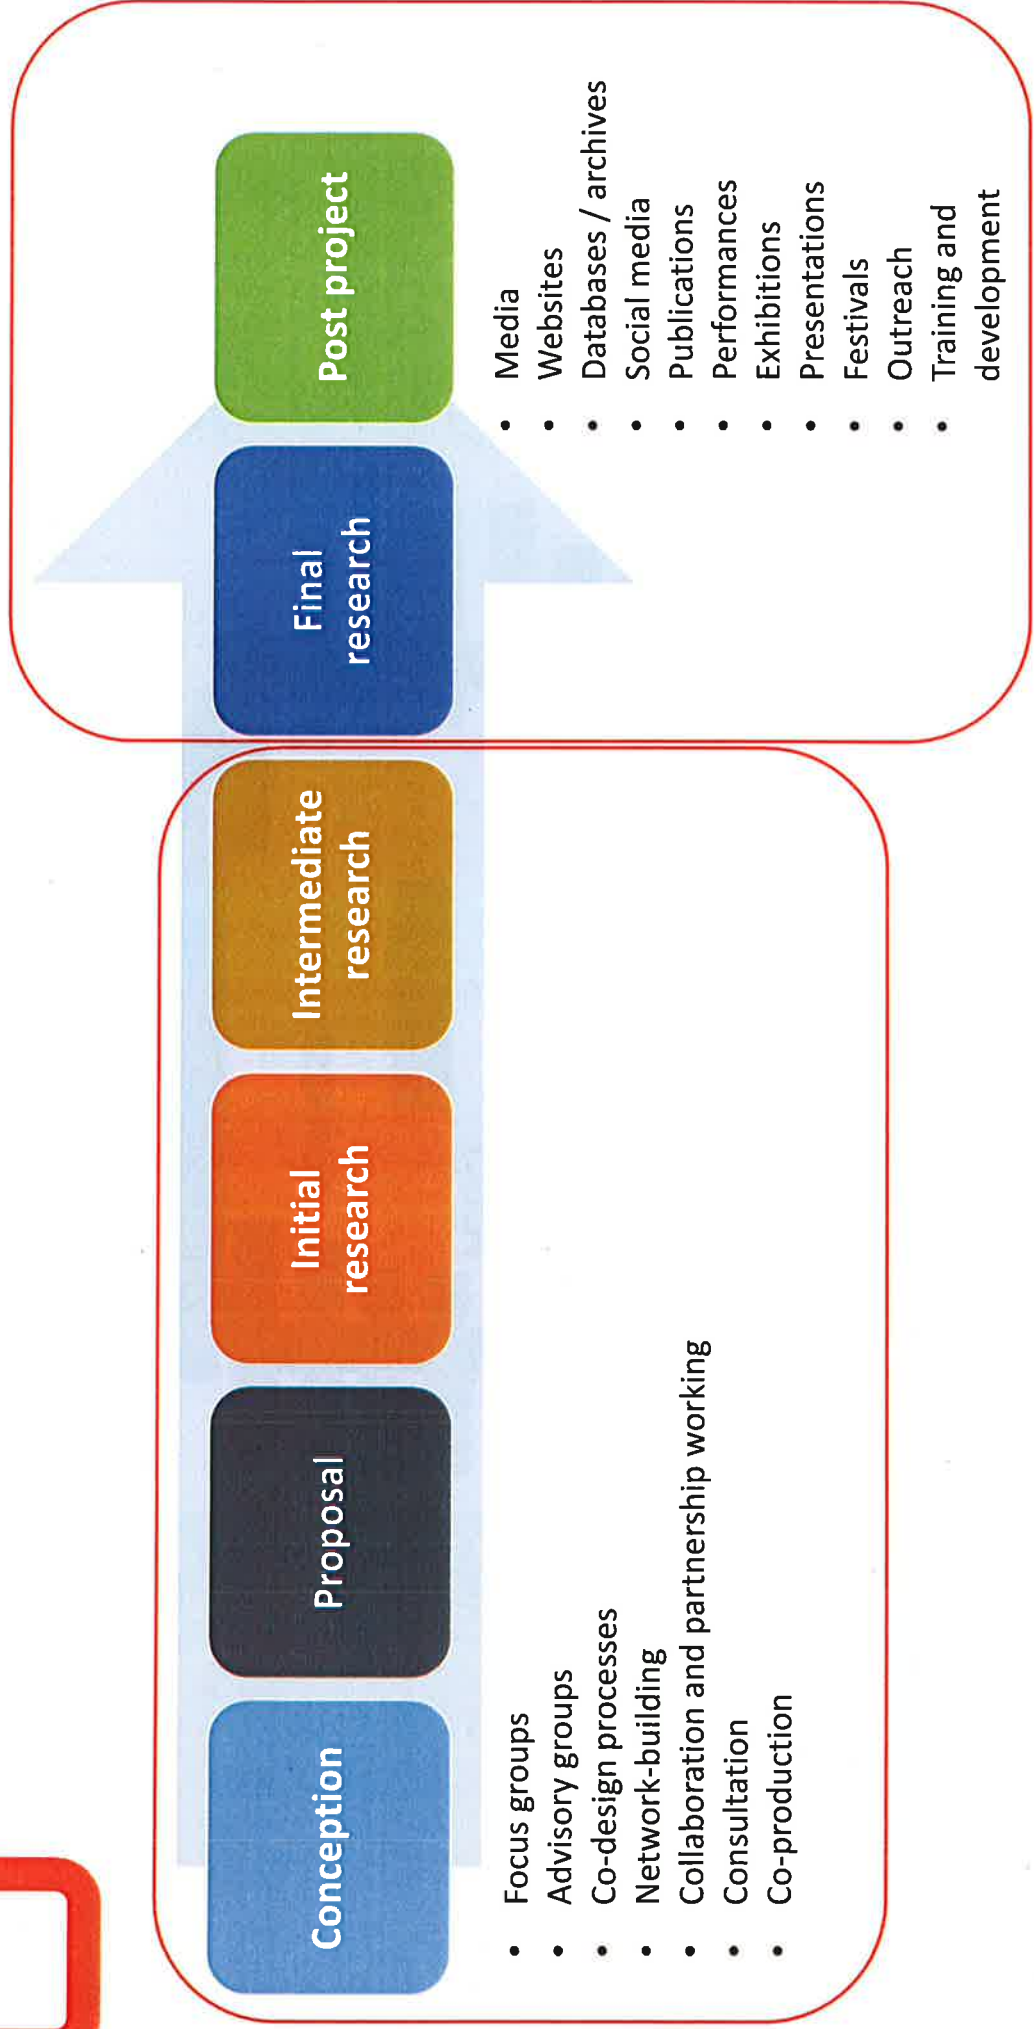 Conception
Proposal
Initial
research
Intermediate
research
Final
research
Post project
• Focus groups
• Advisory groups
• Co-design processes
• Network-building
• Collaboration and partnership working
• Consultation
• Co-production
• Media
• Websites
• Databases / archives
• Social media
• Publications
• Performances
• Exhibitions
• Presentations
• Festivals
• Outreach
• Training and
development